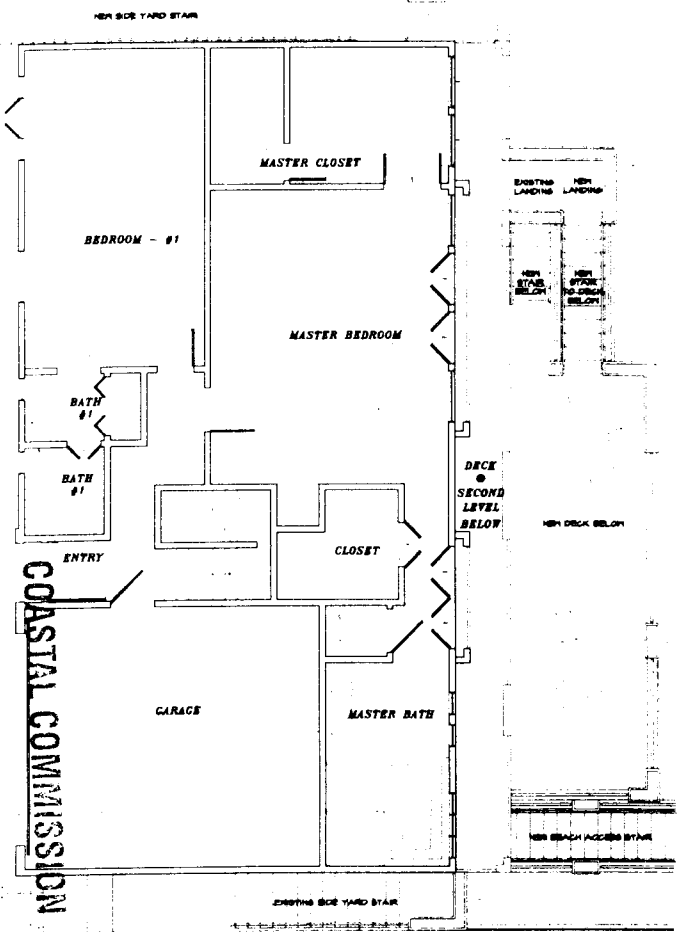 NEW SIDE YARD STAIR
MASTER CLOSET
EXISTING
LANDING
NEW
LANDING
BEDROOM - #1
NEW
STAIR
BELOW
NEW
STAIR
TO DECK
BELOW
MASTER BEDROOM
BATH
#1
BATH
#1
DECK
@
SECOND
LEVEL
BELOW
NEW DECK BELOW
ENTRY
CLOSET
COASTAL COMMISSION
GARAGE
MASTER BATH
NEW BEACH ACCESS STAIR
EXISTING SIDE YARD STAIR